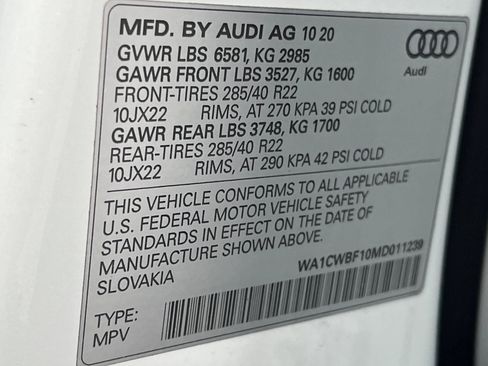 MFD. BY AUDI AG 10 20
GVWR LBS 6581, KG 2985
GAWR FRONT LBS 3527, KG 1600
FRONT-TIRES 285/40 R22
10JX22 RIMS, AT 270 KPA 39 PSI COLD
GAWR REAR LBS 3748, KG 1700
REAR-TIRES 285/40 R22
10JX22 RIMS, AT 290 KPA 42 PSI COLD
Audi
THIS VEHICLE CONFORMS TO ALL APPLICABLE
U.S. FEDERAL MOTOR VEHICLE SAFETY
STANDARDS IN EFFECT ON THE DATE OF
MANUFACTURE SHOWN ABOVE.
SLOVAKIA
WA1CWBF10MD011239
TYPE:
MPV